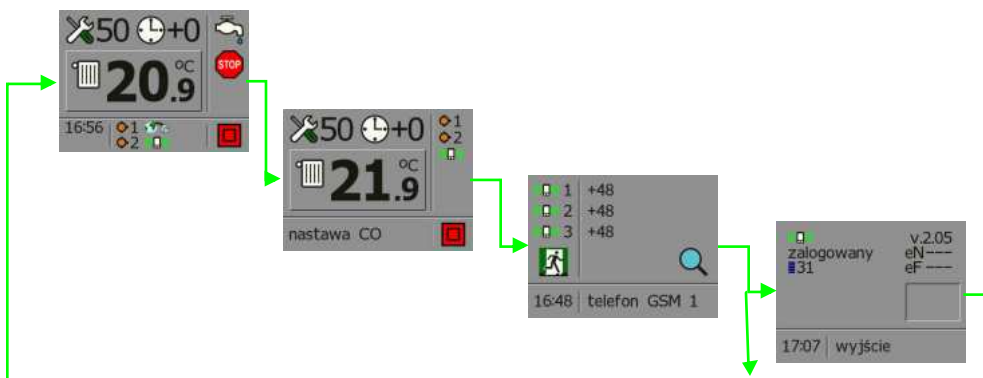 50 +0
STOP
20.9 °C
16:56 1
2
50 +0 1
2
21.9 °C
nastawa CO
1 +48
2 +48
3 +48
16:48 telefon GSM 1
v.2.05
zalogowany eN---
31 eF ---
17:07 wyjście